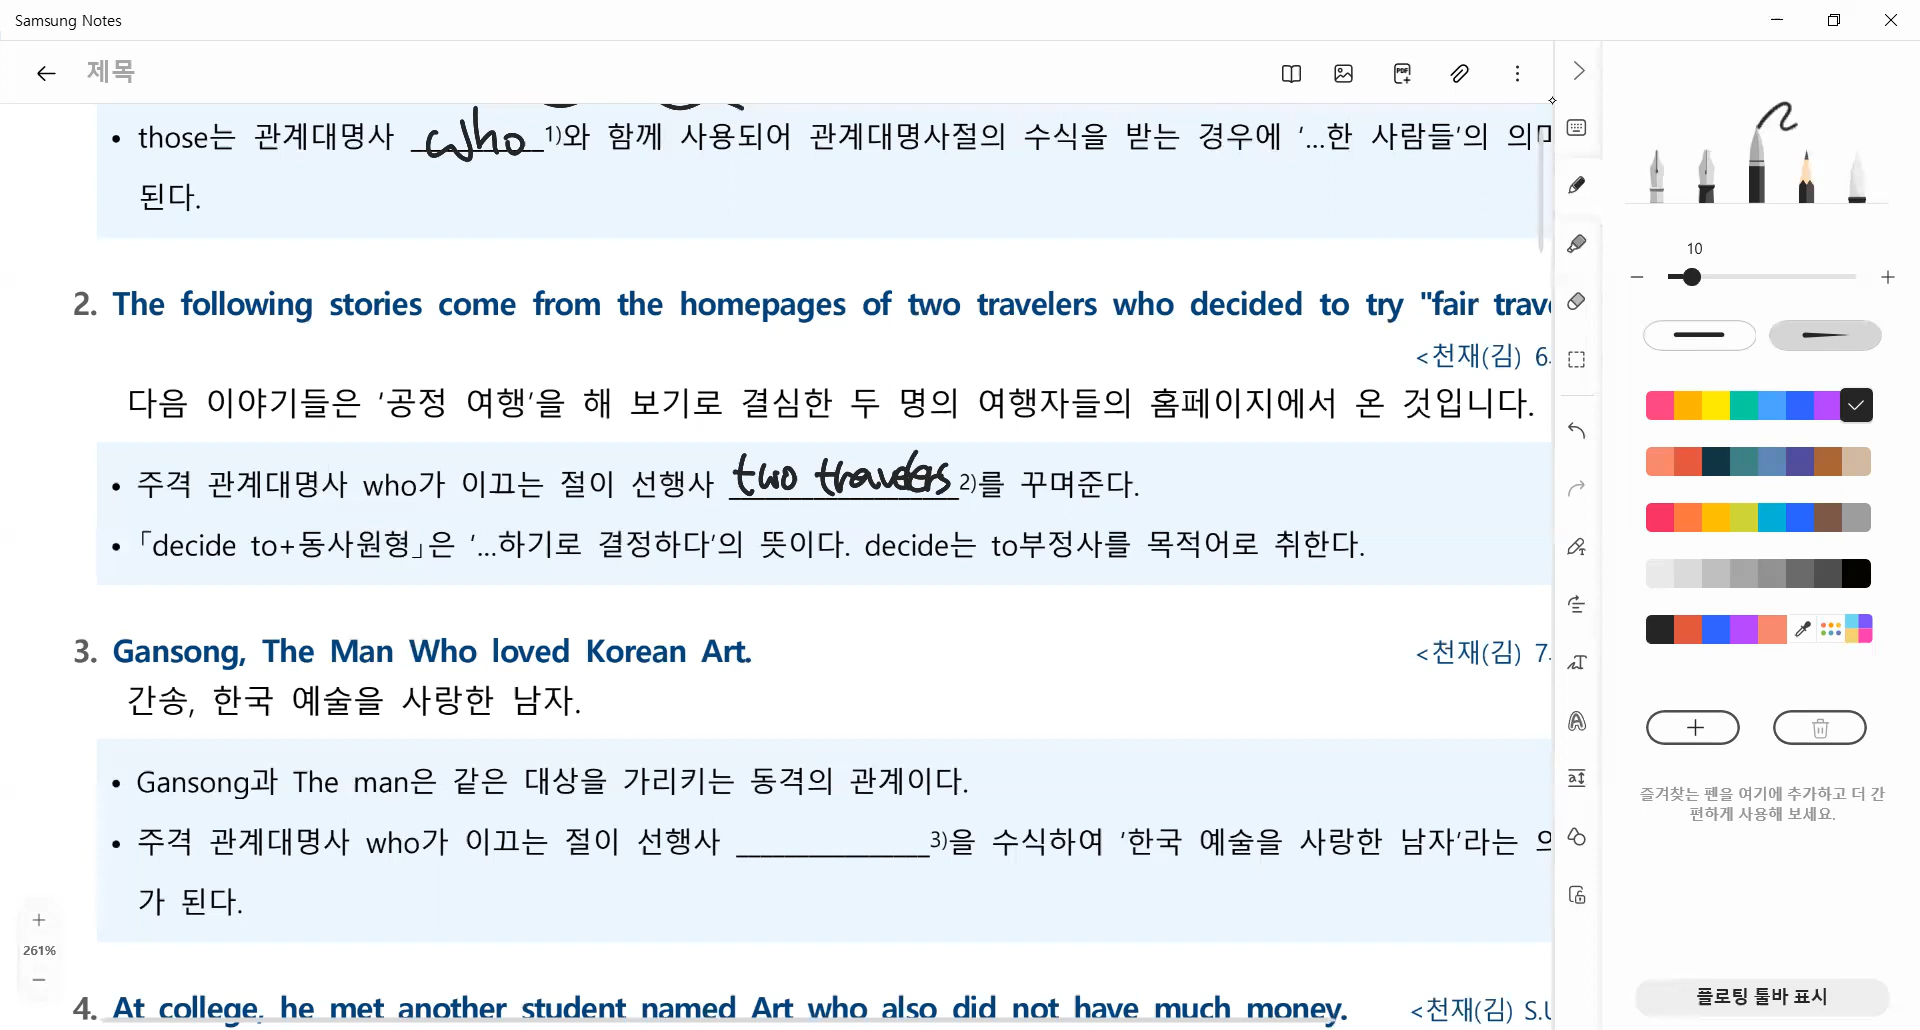 Samsung Notes
제목
• those는 관계대명사 who 1)와 함께 사용되어 관계대명사절의 수식을 받는 경우에 '...한 사람들'의 의
된다.
2. The following stories come from the homepages of two travelers who decided to try "fair
<천재(김) 6
다음 이야기들은 '공정 여행'을 해 보기로 결심한 두 명의 여행자들의 홈페이지에서 온 것입니다.
• 주격 관계대명사 who가 이끄는 절이 선행사 two travelers 2)를 꾸며준다.
• 「decide to+동사원형」은 '...하기로 결정하다'의 뜻이다. decide는 to부정사를 목적어로 취한다.
3. Gansong, The Man Who loved Korean Art.
<천재(김) 7
간송, 한국 예술을 사랑한 남자.
• Gansong과 The man은 같은 대상을 가리키는 동격의 관계이다.
• 주격 관계대명사 who가 이끄는 절이 선행사 ________________3)을 수식하여 '한국 예술을 사랑한 남자'라는
가 된다.
4. At college, he met another student named Art who also did not have much money. <천재(김) S.
261%
PDF
10
즐겨찾는 펜을 여기에 추가하고 더 간
편하게 사용해 보세요.
플로팅 툴바 표시